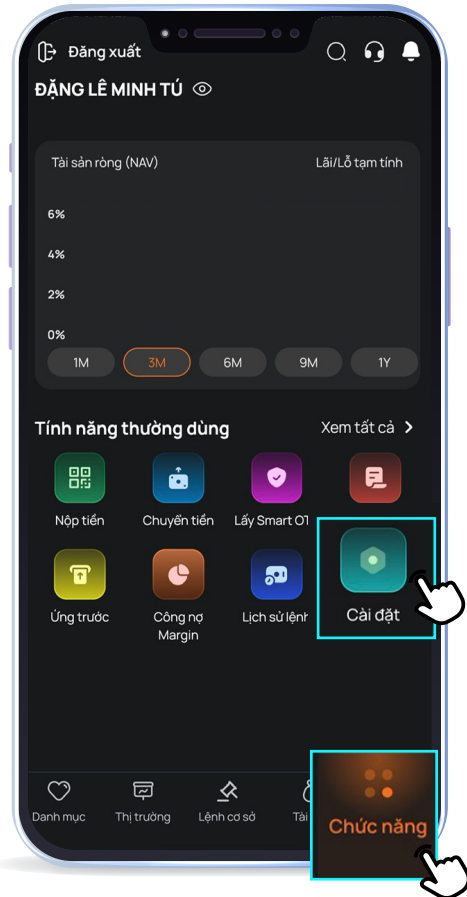 Đăng xuất
ĐẶNG LÊ MINH TÚ
Tài sản ròng (NAV) Lãi/Lỗ tạm tính
6%
4%
2%
0%
1M 3M 6M 9M 1Y
Tính năng thường dùng Xem tất cả
Nộp tiền Chuyển tiền Lấy Smart OT
Ứng trước Công nợ Lịch sử lệnh Cài đặt
Margin
Danh mục Thị trường Lệnh cơ sở Tài Chức năng